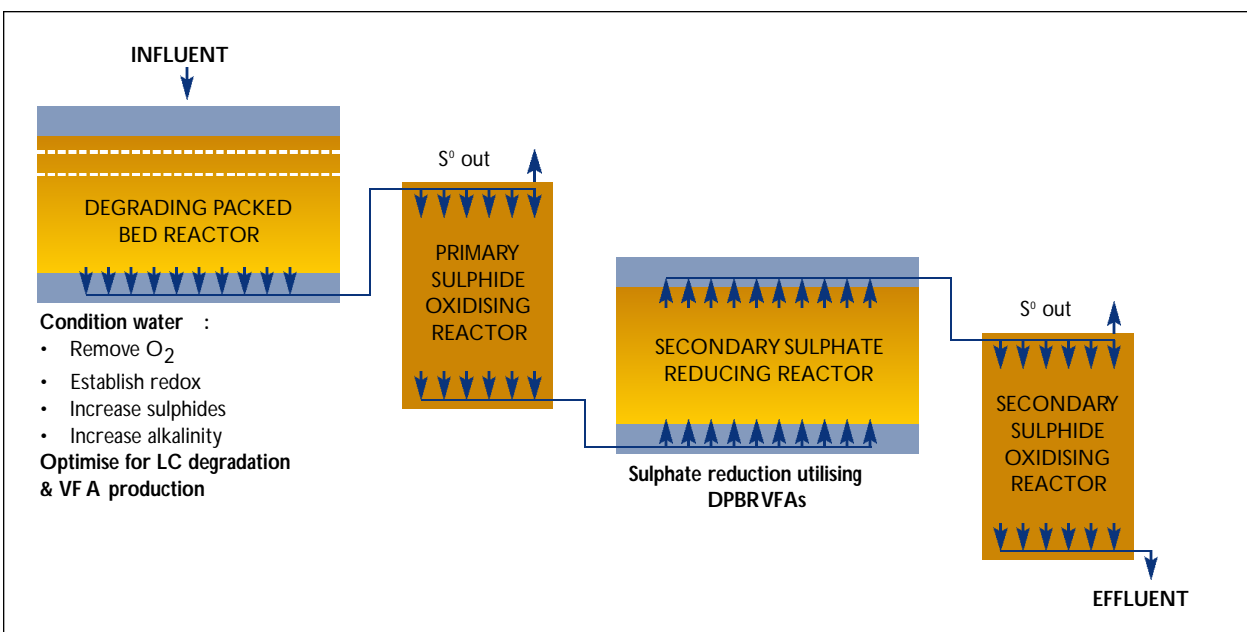 INFLUENT
DEGRADING PACKED
BED REACTOR
Condition water :
• Remove O2
• Establish redox
• Increase sulphides
• Increase alkalinity
Optimise for LC degradation
& VF A production
S⁰ out
PRIMARY
SULPHIDE
OXIDISING
REACTOR
SECONDARY SULPHATE
REDUCING REACTOR
Sulphate reduction utilising
DPBRVFAs
S⁰ out
SECONDARY
SULPHIDE
OXIDISING
REACTOR
EFFLUENT